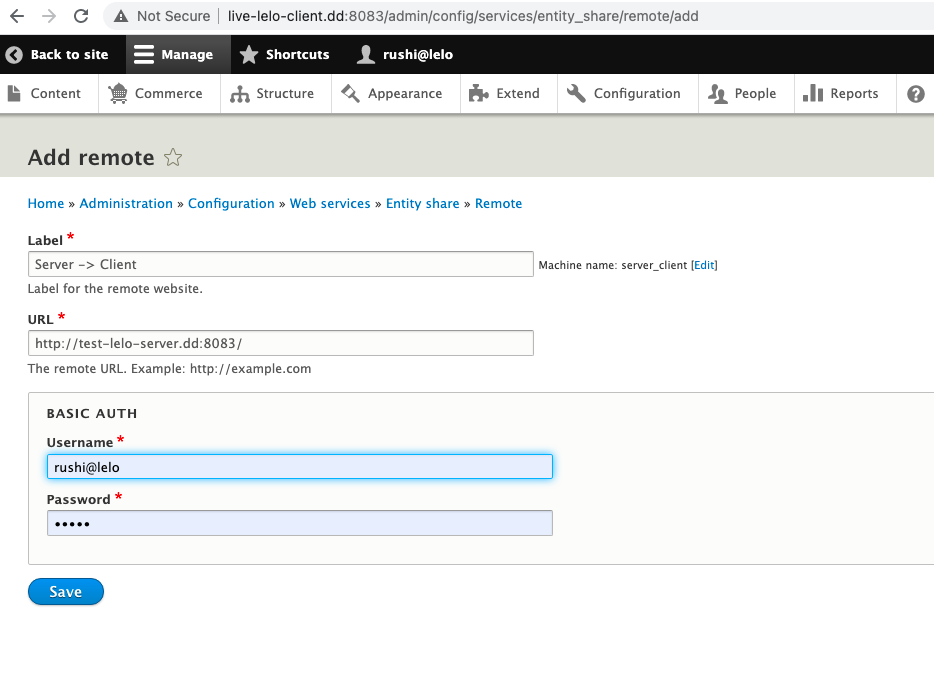 Not Secure | live-lelo-client.dd:8083/admin/config/services/entity_share/remote/add
Back to site Manage Shortcuts rushi@lelo
Content Commerce Structure Appearance Extend Configuration People Reports ?
Add remote
Home » Administration » Configuration » Web services » Entity share » Remote
Label *
Server -> Client Machine name: server_client [Edit]
Label for the remote website.
URL *
http://test-lelo-server.dd:8083/
The remote URL. Example: http://example.com
BASIC AUTH
Username *
rushi@lelo
Password *
•••••
Save